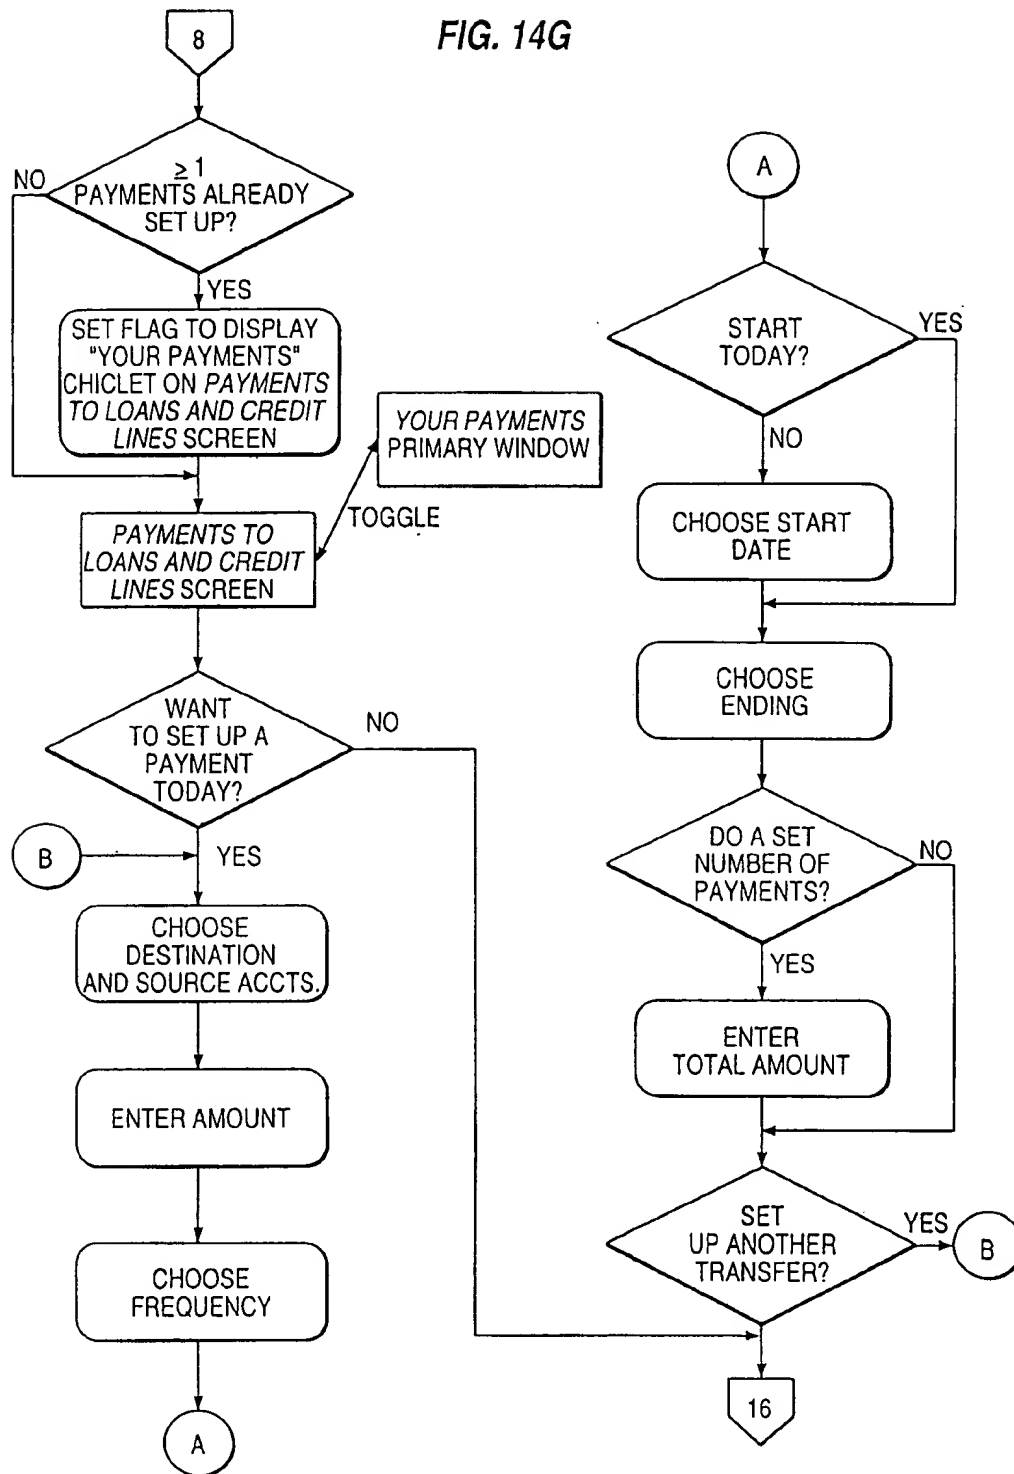 FIG. 14G
8
≥ 1
PAYMENTS ALREADY
SET UP?
NO
YES
SET FLAG TO DISPLAY
"YOUR PAYMENTS"
CHICLET ON PAYMENTS
TO LOANS AND CREDIT
LINES SCREEN
YOUR PAYMENTS
PRIMARY WINDOW
TOGGLE
PAYMENTS TO
LOANS AND CREDIT
LINES SCREEN
WANT
TO SET UP A
PAYMENT
TODAY?
NO
B
YES
CHOOSE
DESTINATION
AND SOURCE ACCTS.
ENTER AMOUNT
CHOOSE
FREQUENCY
A
A
START
TODAY?
YES
NO
CHOOSE START
DATE
CHOOSE
ENDING
DO A SET
NUMBER OF
PAYMENTS?
NO
YES
ENTER
TOTAL AMOUNT
SET
UP ANOTHER
TRANSFER?
YES
B
16